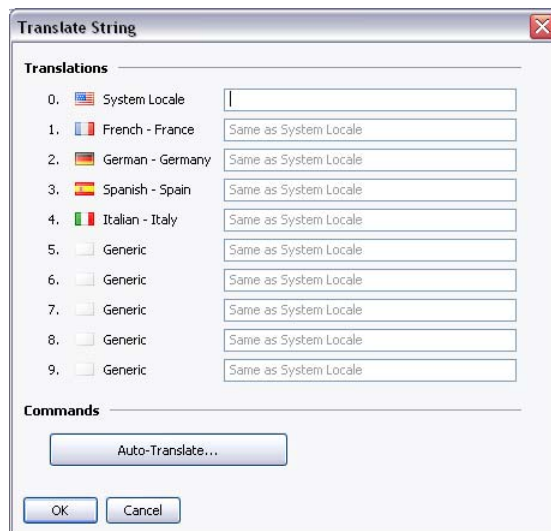 Translate String
Translations
0. System Locale
1. French - France Same as System Locale
2. German - Germany Same as System Locale
3. Spanish - Spain Same as System Locale
4. Italian - Italy Same as System Locale
5. Generic Same as System Locale
6. Generic Same as System Locale
7. Generic Same as System Locale
8. Generic Same as System Locale
9. Generic Same as System Locale
Commands
Auto-Translate...
OK Cancel